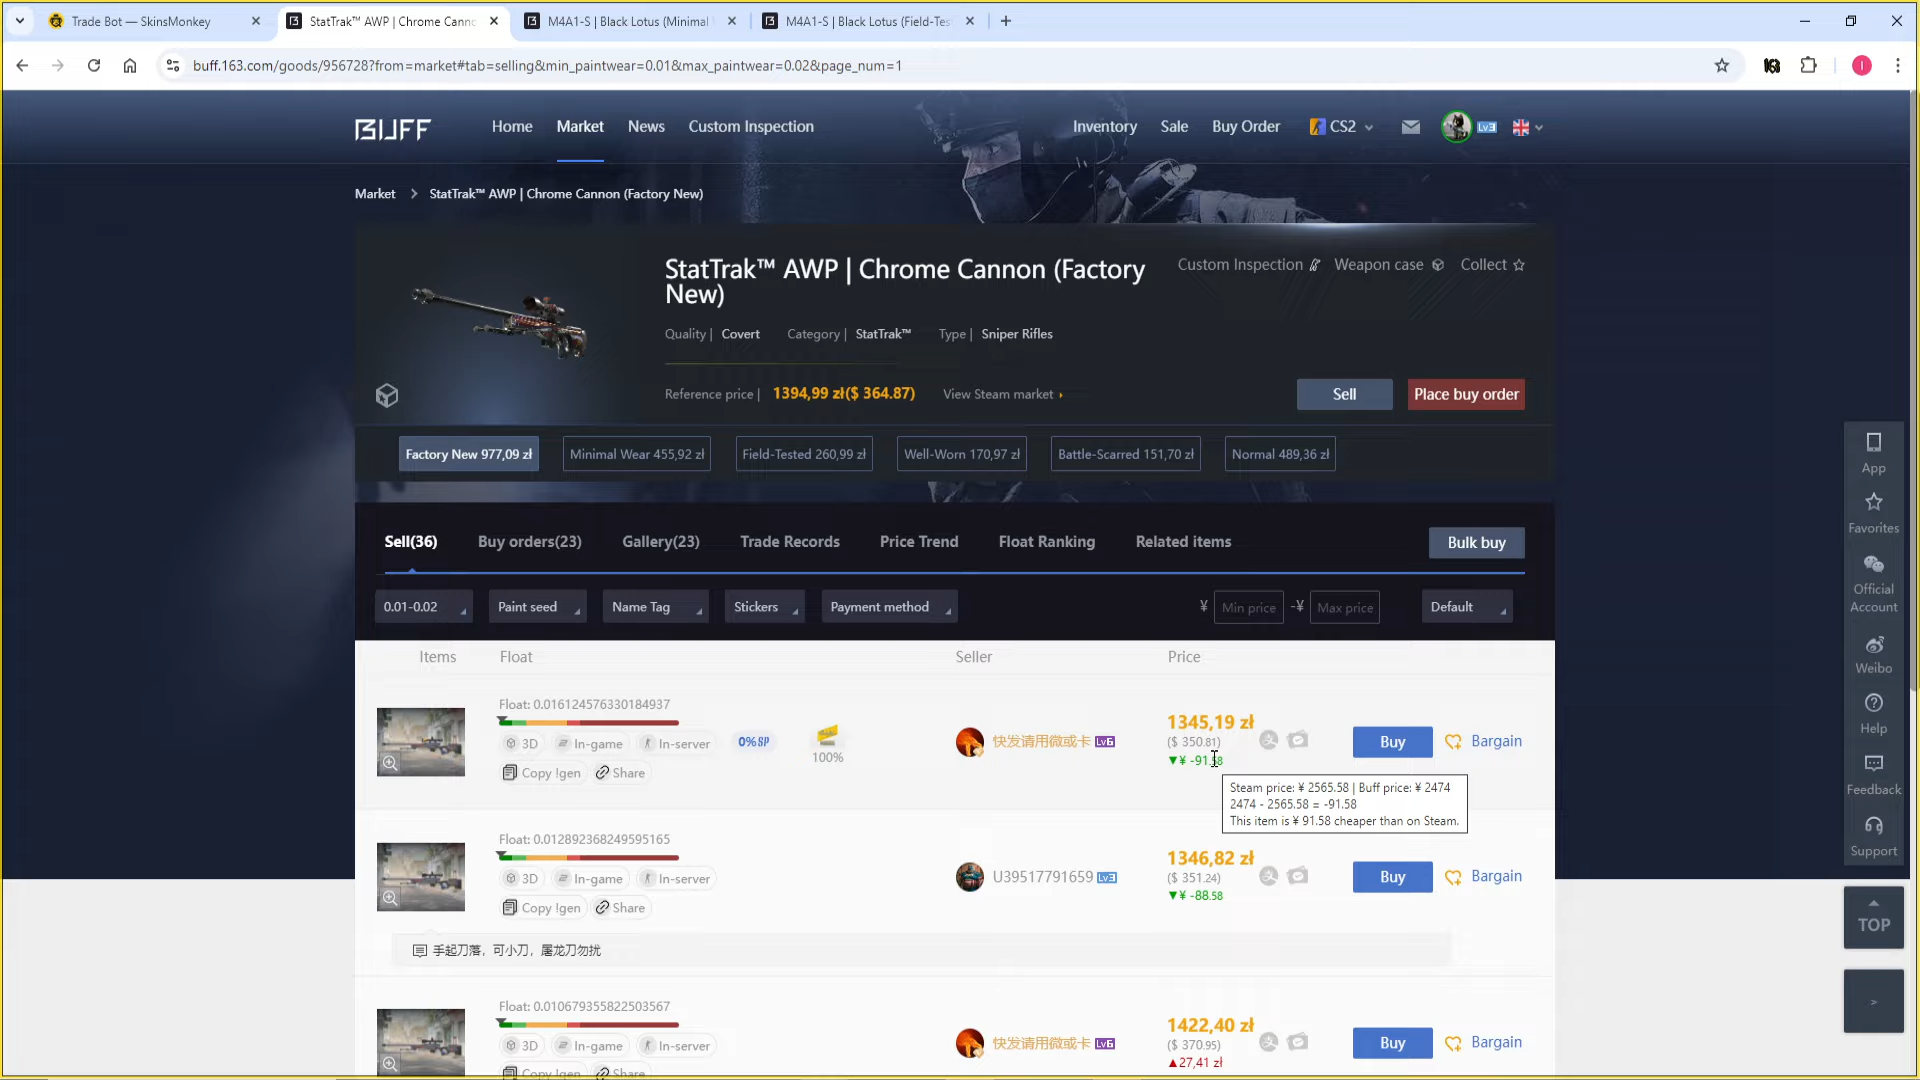 Trade Bot — SkinsMonkey
StatTrak™ AWP | Chrome Canno
M4A1-S | Black Lotus (Minimal
M4A1-S | Black Lotus (Field-Tes
buff.163.com/goods/956728?from=market#tab=selling&min_paintwear=0.01&max_paintwear=0.02&page_num=1
BUFF
Home
Market
News
Custom Inspection
Inventory
Sale
Buy Order
CS2
Lv3
Market
StatTrak™ AWP | Chrome Cannon (Factory New)
StatTrak™ AWP | Chrome Cannon (Factory
New)
Custom Inspection
Weapon case
Collect
Quality | Covert
Category | StatTrak™
Type | Sniper Rifles
Reference price | 1394,99 zł($ 364.87)
View Steam market
Sell
Place buy order
Factory New 977,09 zł
Minimal Wear 455,92 zł
Field-Tested 260,99 zł
Well-Worn 170,97 zł
Battle-Scarred 151,70 zł
Normal 489,36 zł
App
Favorites
Official
Account
Weibo
Help
Feedback
Support
TOP
>
Sell(36)
Buy orders(23)
Gallery(23)
Trade Records
Price Trend
Float Ranking
Related items
Bulk buy
0.01-0.02
Paint seed
Name Tag
Stickers
Payment method
¥ Min price -¥ Max price
Default
Items
Float
Seller
Price
Float: 0.016124576330184937
3D
In-game
In-server
0%
100%
Copy !gen
Share
快发请用微或卡 Lv6
1345,19 zł
($ 350.81)
▼¥ -91.58
Buy
Bargain
Steam price: ¥ 2565.58 | Buff price: ¥ 2474
2474 - 2565.58 = -91.58
This item is ¥ 91.58 cheaper than on Steam.
Float: 0.012892368249595165
3D
In-game
In-server
Copy !gen
Share
U39517791659 Lv3
1346,82 zł
($ 351.24)
▼¥ -88.58
Buy
Bargain
手起刀落，可小刀，屠龙刀勿扰
Float: 0.010679355822503567
3D
In-game
In-server
Copy !gen
Share
快发请用微或卡 Lv6
1422,40 zł
($ 370.95)
▲27,41 zł
Buy
Bargain